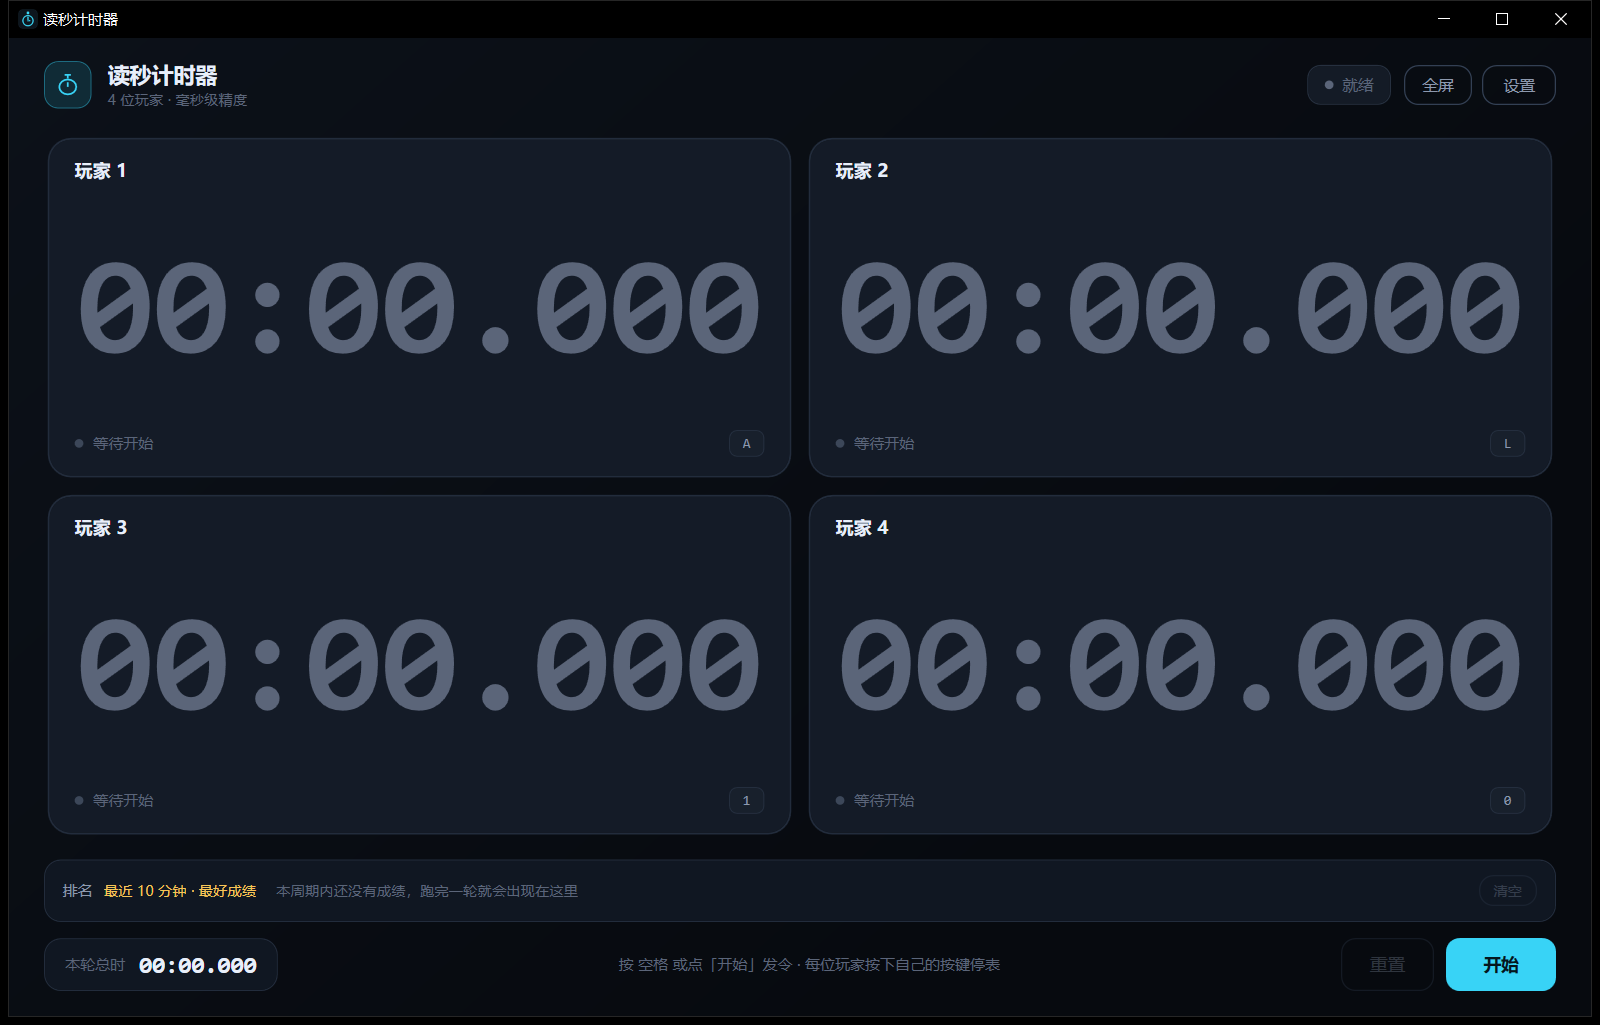 读秒计时器
读秒计时器
4 位玩家 · 毫秒级精度
就绪
全屏
设置
玩家 1
00:00.000
等待开始
A
玩家 2
00:00.000
等待开始
L
玩家 3
00:00.000
等待开始
1
玩家 4
00:00.000
等待开始
0
排名 最近 10 分钟 · 最好成绩 本周期内还没有成绩，跑完一轮就会出现在这里
清空
本轮总时 00:00.000
按 空格 或点「开始」发令 · 每位玩家按下自己的按键停表
重置
开始